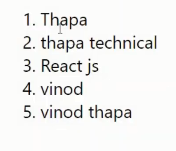 1. Thapa
2. thapa technical
3. React js
4. vinod
5. vinod thapa